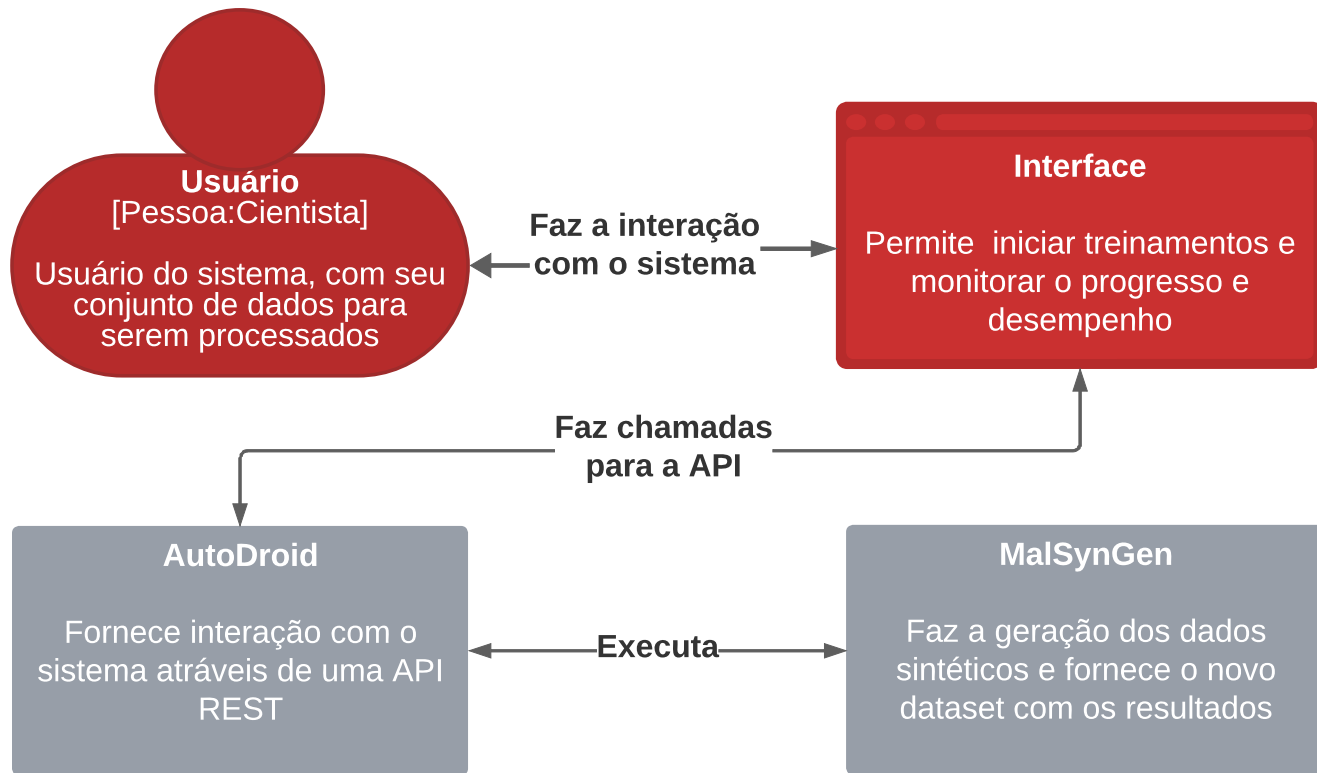 Usuário
[Pessoa:Cientista]
Usuário do sistema, com seu
conjunto de dados para
serem processados
Faz a interação
com o sistema
Interface
Permite  iniciar treinamentos e
monitorar o progresso e
desempenho
Faz chamadas
para a API
AutoDroid
Fornece interação com o
sistema atráveis de uma API
REST
Executa
MalSynGen
Faz a geração dos dados
sintéticos e fornece o novo
dataset com os resultados